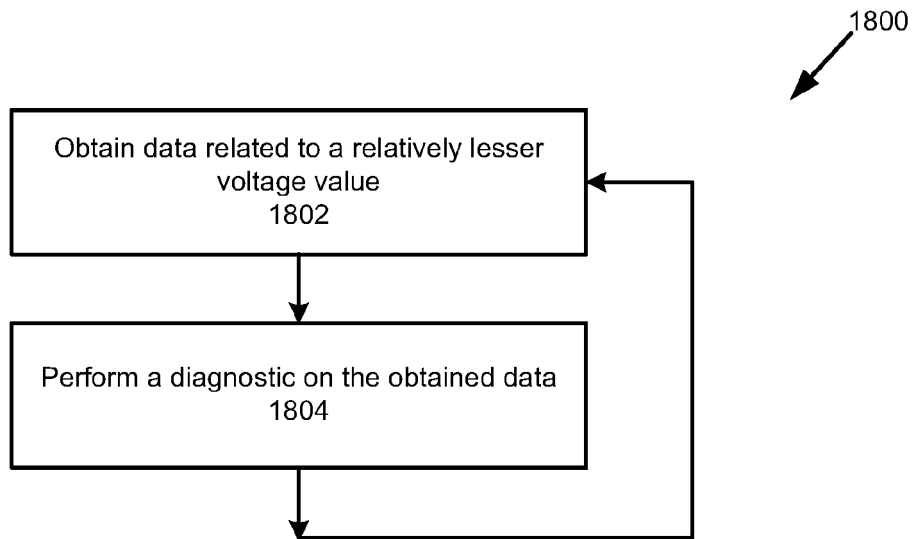 1800
Obtain data related to a relatively lesser
voltage value
1802
Perform a diagnostic on the obtained data
1804